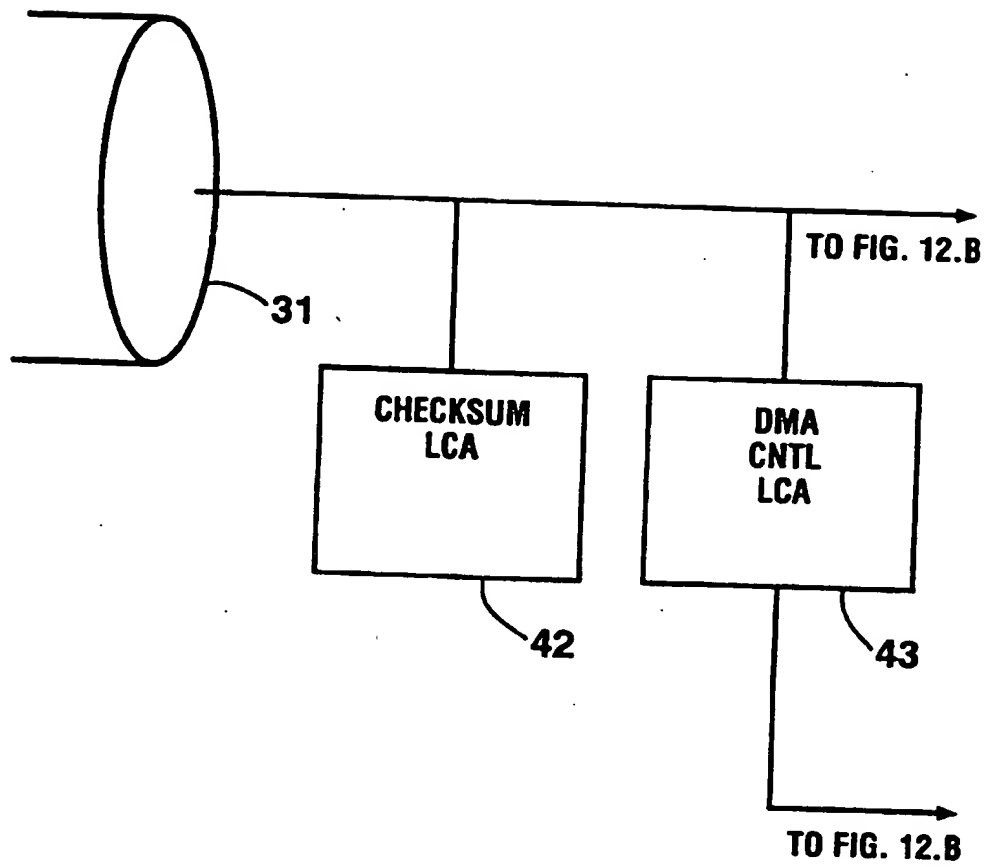 TO FIG. 12.B
31
CHECKSUM
LCA
DMA
CNTL
LCA
42
43
TO FIG. 12.B